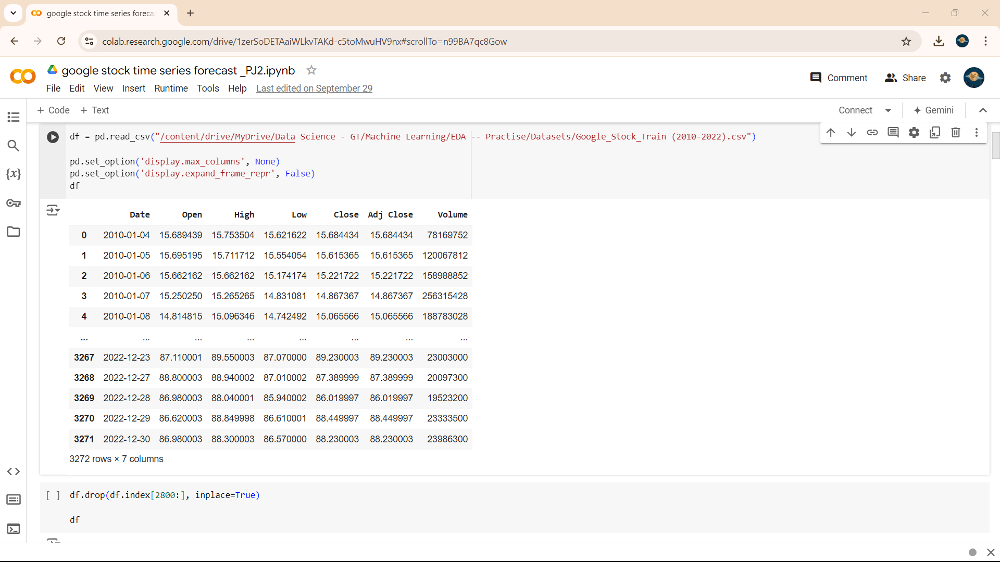 google stock time series foreca
colab.research.google.com/drive/1zerSoDETAaiWLkvTAKd-c5toMwuHV9nx#scrollTo=n99BA7qc8Gow
google stock time series forecast _PJ2.ipynb
Comment Share
File Edit View Insert Runtime Tools Help Last edited on September 29
+ Code + Text Connect Gemini
df = pd.read_csv("/content/drive/MyDrive/Data Science - GT/Machine Learning/EDA -- Practise/Datasets/Google_Stock_Train (2010-2022).csv")
pd.set_option('display.max_columns', None)
pd.set_option('display.expand_frame_repr', False)
df
Date Open High Low Close Adj Close Volume
0 2010-01-04 15.689439 15.753504 15.621622 15.684434 15.684434 78169752
1 2010-01-05 15.695195 15.711712 15.554054 15.615365 15.615365 120067812
2 2010-01-06 15.662162 15.662162 15.174174 15.221722 15.221722 158988852
3 2010-01-07 15.250250 15.265265 14.831081 14.867367 14.867367 256315428
4 2010-01-08 14.814815 15.096346 14.742492 15.065566 15.065566 188783028
... ... ... ... ... ... ... ...
3267 2022-12-23 87.110001 89.550003 87.070000 89.230003 89.230003 23003000
3268 2022-12-27 88.800003 88.940002 87.010002 87.389999 87.389999 20097300
3269 2022-12-28 86.980003 88.040001 85.940002 86.019997 86.019997 19523200
3270 2022-12-29 86.620003 88.849998 86.610001 88.449997 88.449997 23333500
3271 2022-12-30 86.980003 88.300003 86.570000 88.230003 88.230003 23986300
3272 rows × 7 columns
[ ] df.drop(df.index[2800:], inplace=True)
df